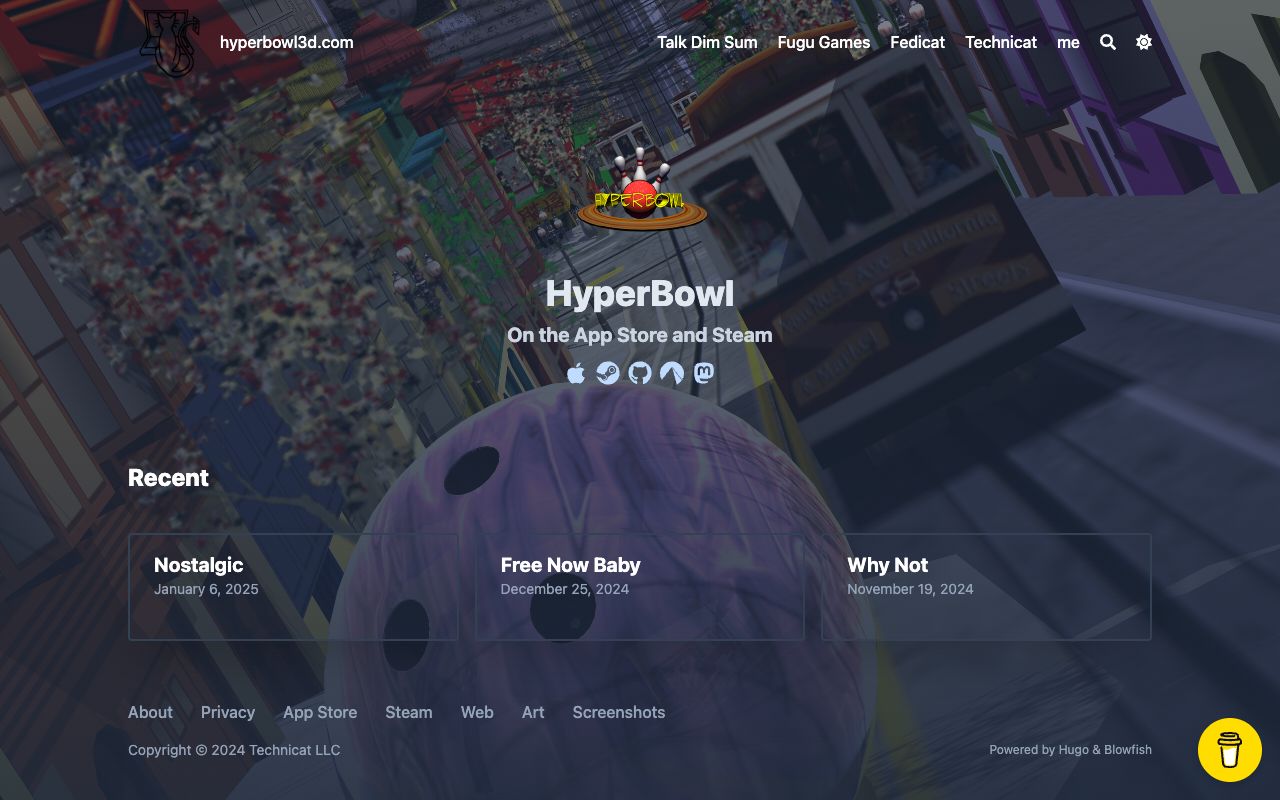 hyperbowl3d.com
Talk Dim Sum Fugu Games Fedicat Technicat me
HYPERBOWL
HyperBowl
On the App Store and Steam
Recent
Nostalgic
January 6, 2025
Free Now Baby
December 25, 2024
Why Not
November 19, 2024
About Privacy App Store Steam Web Art Screenshots
Copyright © 2024 Technicat LLC
Powered by Hugo & Blowfish